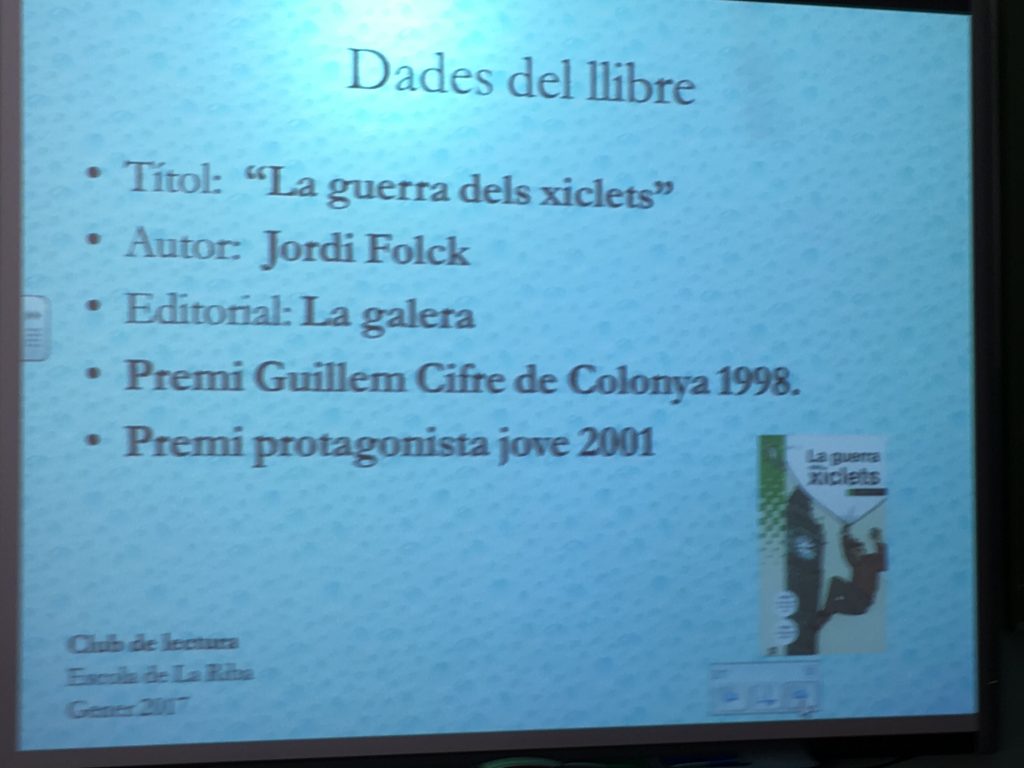 Dades del llibre
• Títol: “La guerra dels xiclets”
• Autor: Jordi Folck
• Editorial: La galera
• Premi Guillem Cifre de Colonya 1998.
• Premi protagonista jove 2001
La guerra
xiclets
Club de lectura
Escola de La Riba
Gener 2017